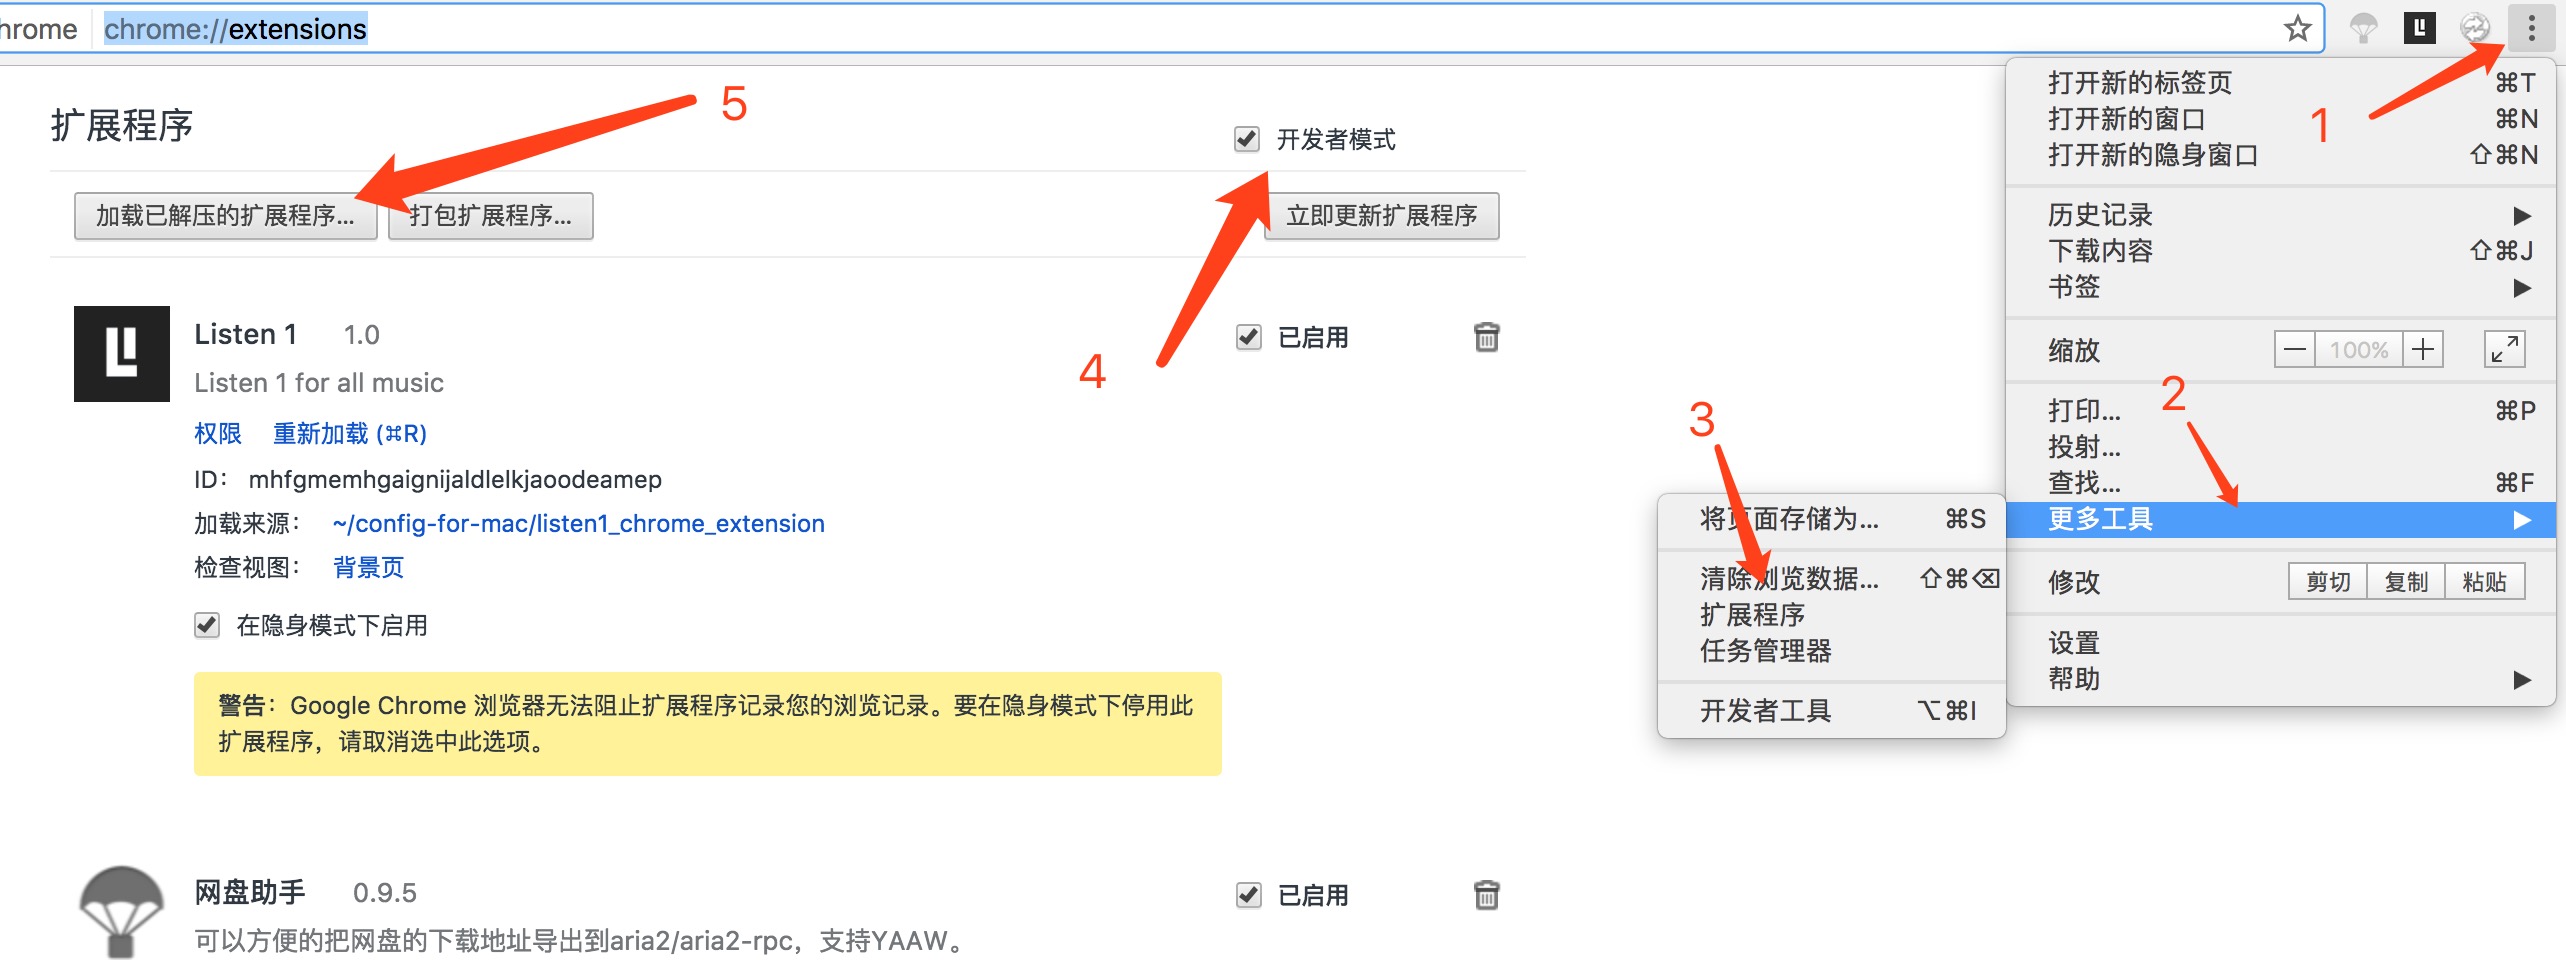 hrome chrome://extensions
扩展程序
5
开发者模式
加载已解压的扩展程序...
打包扩展程序...
立即更新扩展程序
4
Listen 1 1.0
已启用
Listen 1 for all music
权限 重新加载 (⌘R)
ID： mhfgmemhgaignijaldlelkjaoodeamep
加载来源： ~/config-for-mac/listen1_chrome_extension
检查视图： 背景页
在隐身模式下启用
警告：Google Chrome 浏览器无法阻止扩展程序记录您的浏览记录。要在隐身模式下停用此
扩展程序，请取消选中此选项。
网盘助手 0.9.5
已启用
可以方便的把网盘的下载地址导出到aria2/aria2-rpc，支持YAAW。
1
打开新的标签页 ⌘T
打开新的窗口 ⌘N
打开新的隐身窗口 ⇧⌘N
历史记录 ▶
下载内容 ⇧⌘J
书签 ▶
缩放 — 100% +
2
打印... ⌘P
投射...
查找... ⌘F
更多工具 ▶
修改 剪切 复制 粘贴
设置
帮助 ▶
3
将页面存储为... ⌘S
清除浏览数据... ⇧⌘⌫
扩展程序
任务管理器
开发者工具 ⌥⌘I